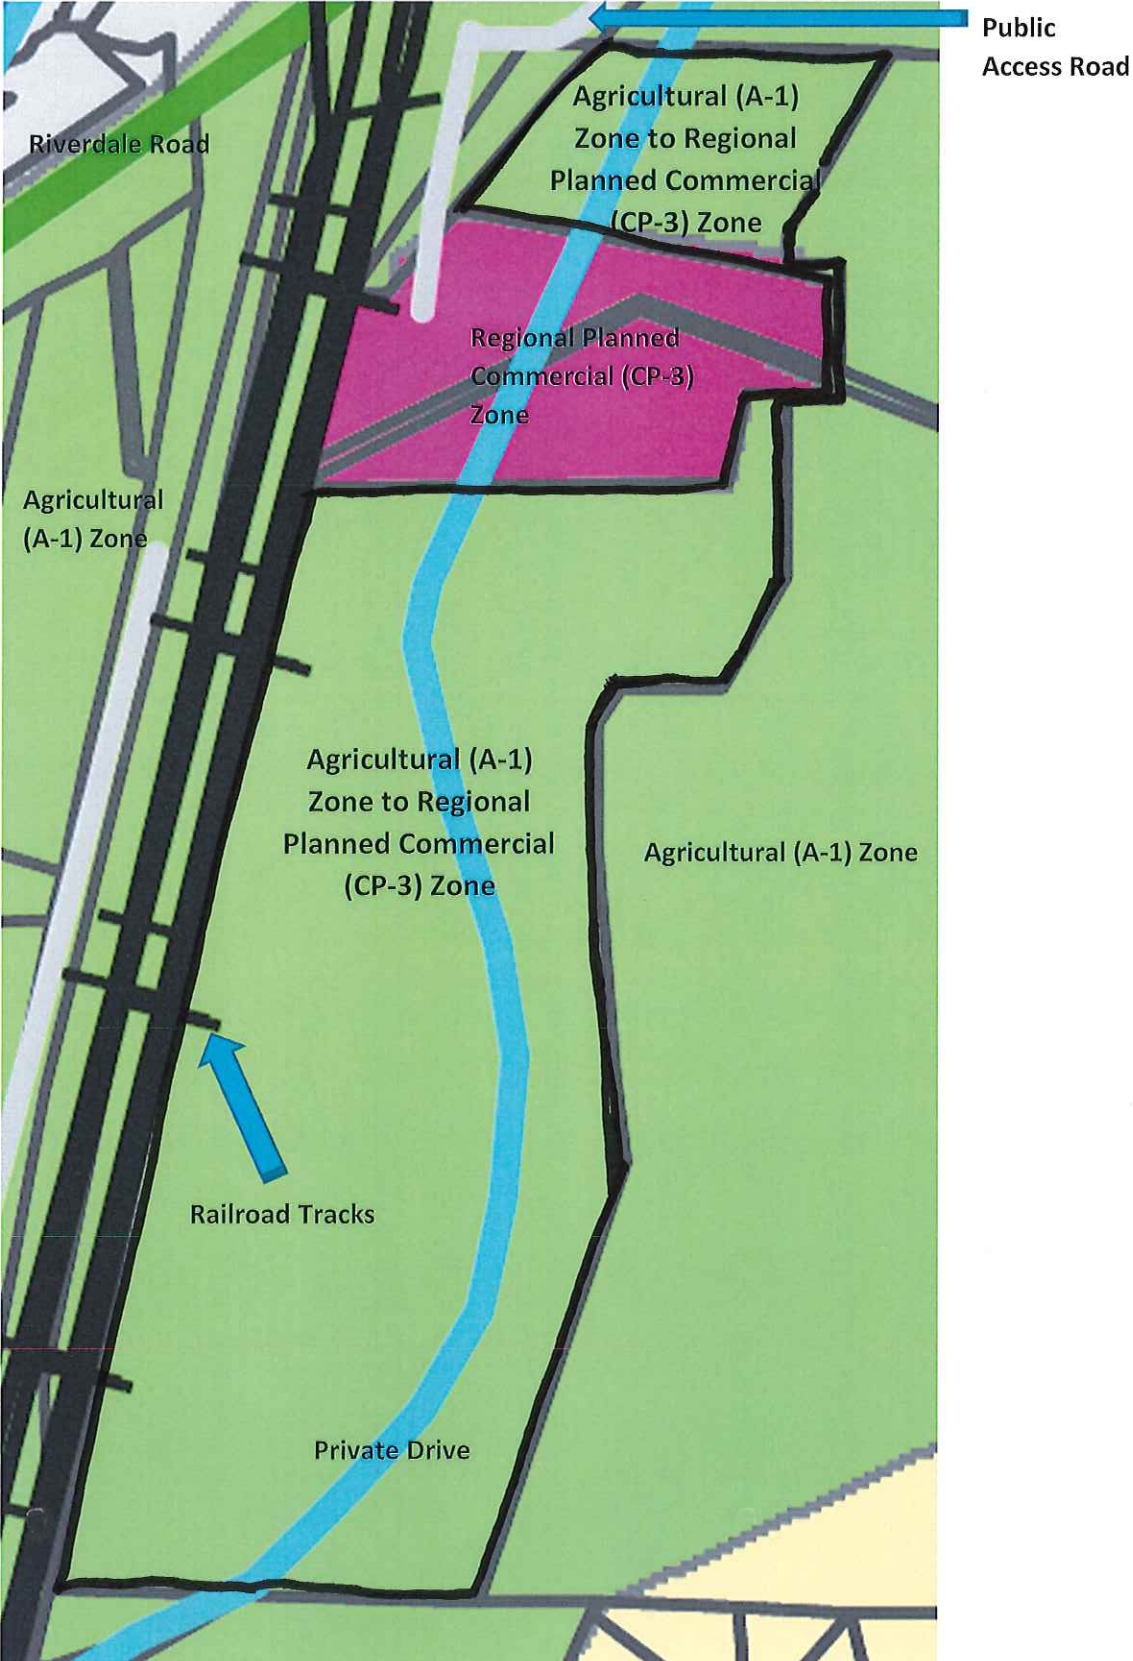 Public
Access Road
Agricultural (A-1)
Zone to Regional
Planned Commercial
(CP-3) Zone
Riverdale Road
Regional Planned
Commercial (CP-3)
Zone
Agricultural
(A-1) Zone
Agricultural (A-1)
Zone to Regional
Planned Commercial
(CP-3) Zone
Agricultural (A-1) Zone
Railroad Tracks
Private Drive